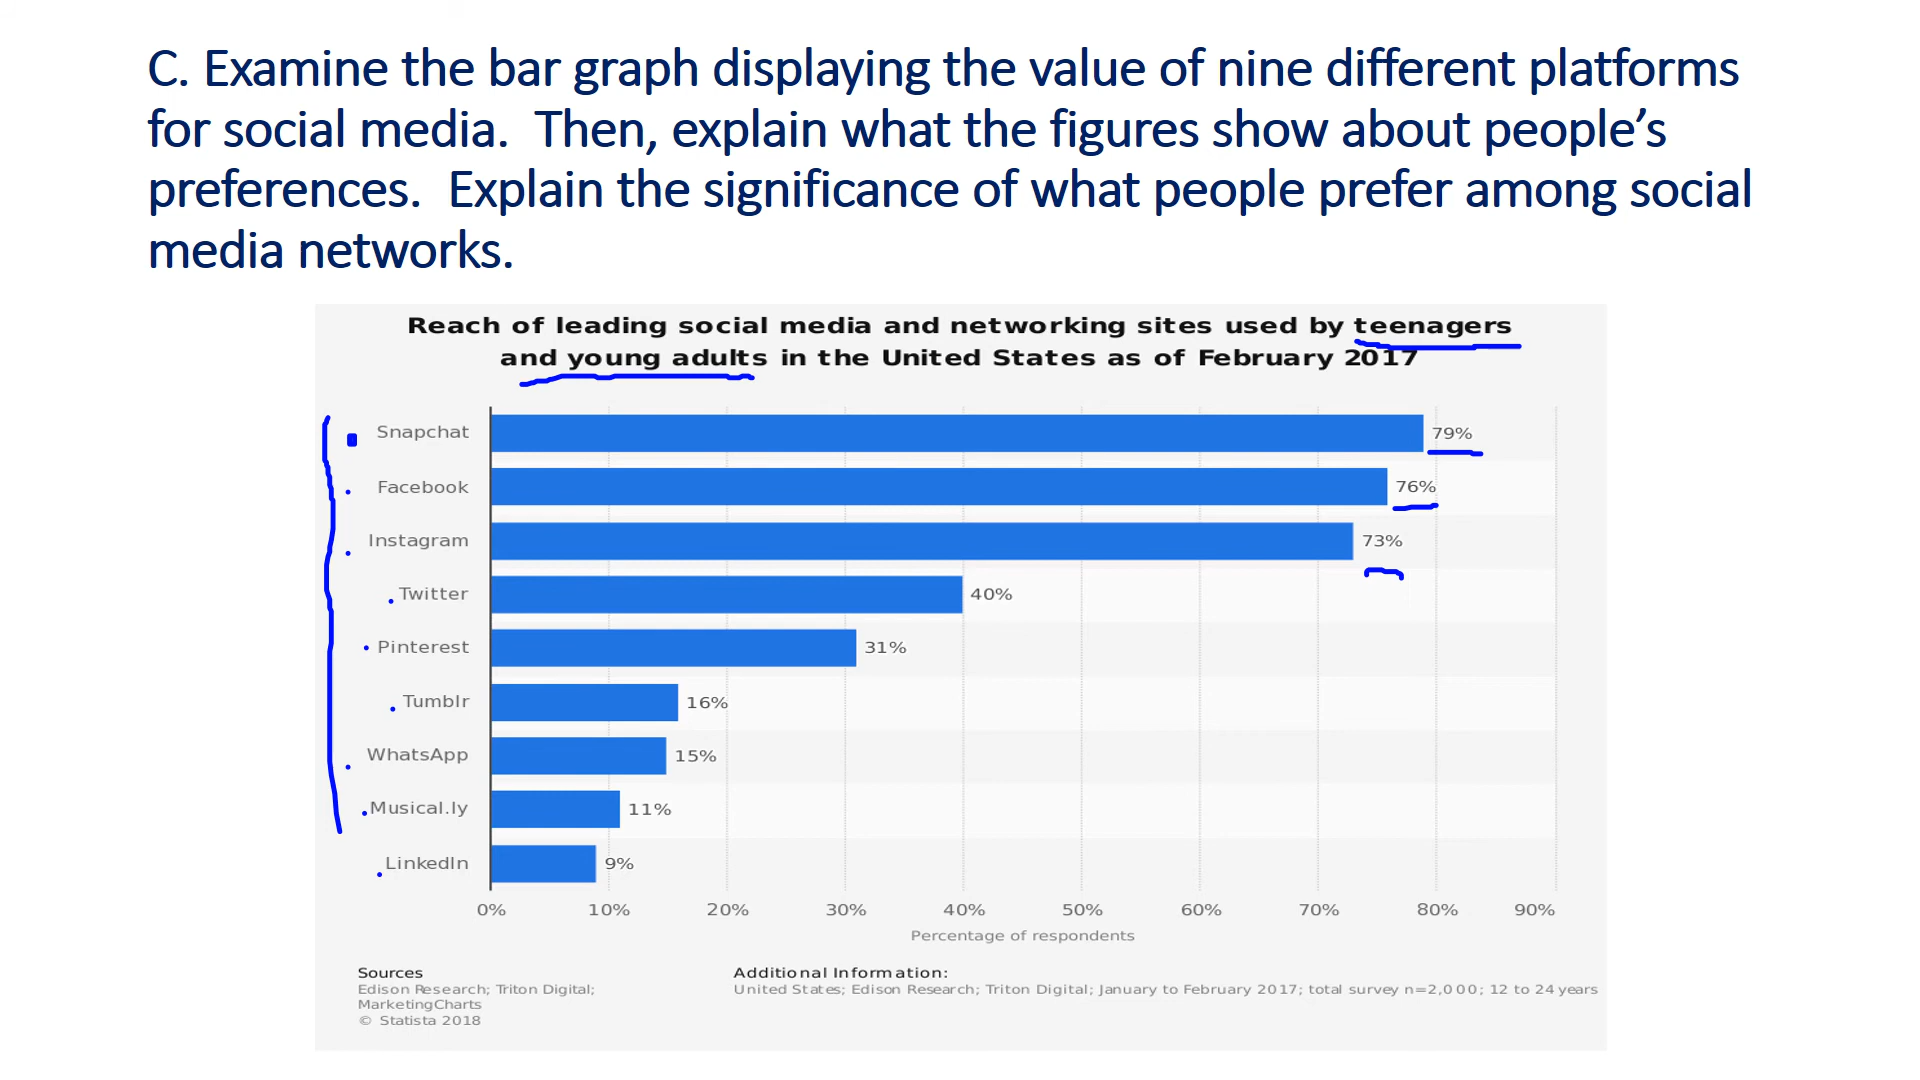 C. Examine the bar graph displaying the value of nine different platforms
for social media.  Then, explain what the figures show about people’s
preferences.  Explain the significance of what people prefer among social
media networks.
Reach of leading social media and networking sites used by teenagers
and young adults in the United States as of February 2017
Snapchat 79%
Facebook 76%
Instagram 73%
Twitter 40%
Pinterest 31%
Tumblr 16%
WhatsApp 15%
Musical.ly 11%
LinkedIn 9%
0% 10% 20% 30% 40% 50% 60% 70% 80% 90%
Percentage of respondents
Sources
Edison Research; Triton Digital;
MarketingCharts
© Statista 2018
Additional Information:
United States; Edison Research; Triton Digital; January to February 2017; total survey n=2,000; 12 to 24 years